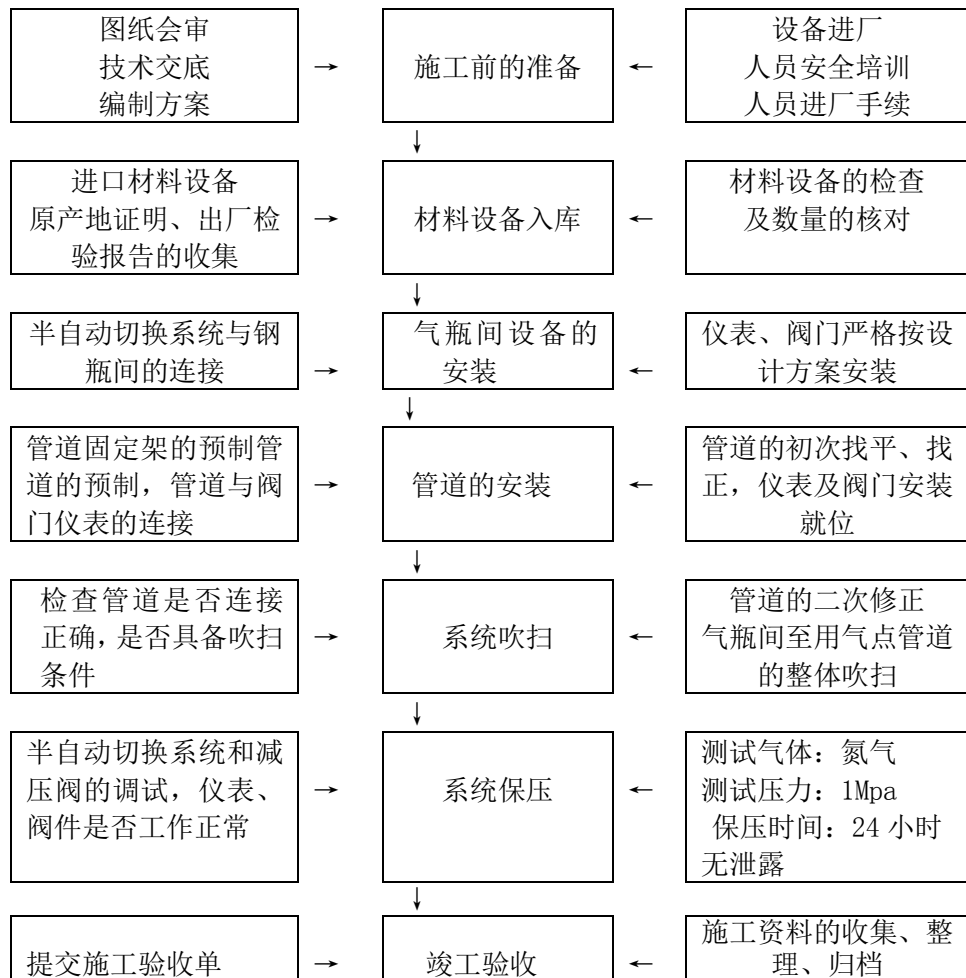 图纸会审
技术交底
编制方案
→
施工前的准备
←
设备进厂
人员安全培训
人员进厂手续
↓
进口材料设备
原产地证明、出厂检
验报告的收集
→
材料设备入库
←
材料设备的检查
及数量的核对
↓
半自动切换系统与钢
瓶间的连接
→
气瓶间设备的
安装
←
仪表、阀门严格按设
计方案安装
↓
管道固定架的预制管
道的预制，管道与阀
门仪表的连接
→
管道的安装
←
管道的初次找平、找
正，仪表及阀门安装
就位
↓
检查管道是否连接
正确，是否具备吹扫
条件
→
系统吹扫
←
管道的二次修正
气瓶间至用气点管道
的整体吹扫
↓
半自动切换系统和减
压阀的调试，仪表、
阀件是否工作正常
→
系统保压
←
测试气体：氮气
测试压力：1Mpa
保压时间：24 小时
无泄露
↓
提交施工验收单
→
竣工验收
←
施工资料的收集、整
理、归档